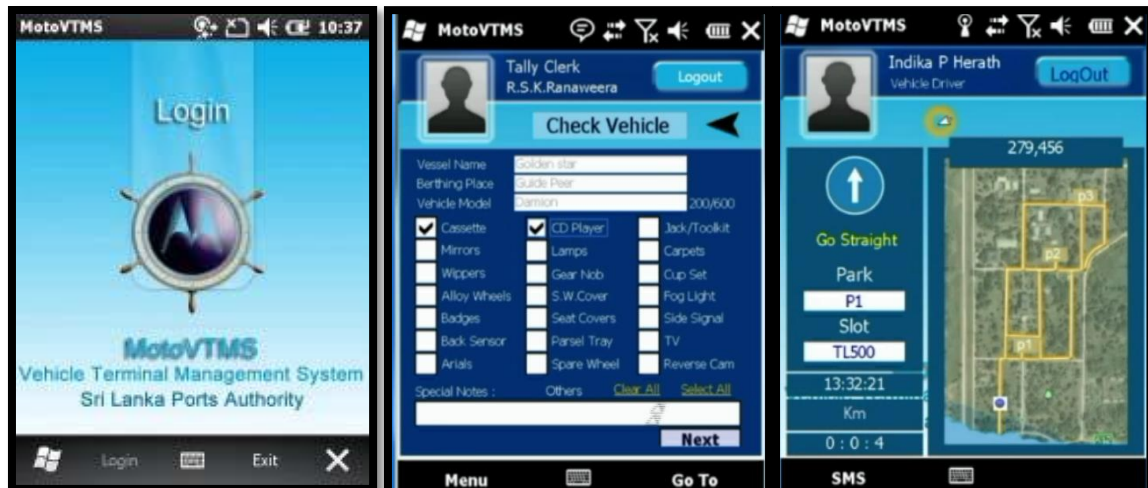 MotoVTMS 10:37
Login
MotoVTMS
Vehicle Terminal Management System
Sri Lanka Ports Authority
Login Exit
MotoVTMS
Tally Clerk
R.S.K.Ranaweera
Logout
Check Vehicle
Vessel Name Golden star
Berthing Place Guide Peer
Vehicle Model Damion 200/600
Cassette CD Player Jack/Toolkit
Mirrors Lamps Carpets
Wippers Gear Nob Cup Set
Alloy Wheels S.W.Cover Fog Light
Badges Seat Covers Side Signal
Back Sensor Parsel Tray TV
Arials Spare Wheel Reverse Cam
Special Notes : Others Clear All Select All
Next
Menu Go To
MotoVTMS
Indika P Herath
Vehicle Driver
LogOut
279,456
Go Straight
Park
P1
Slot
TL500
13:32:21
Km
0 : 0 : 4
p3
p2
p1
SMS